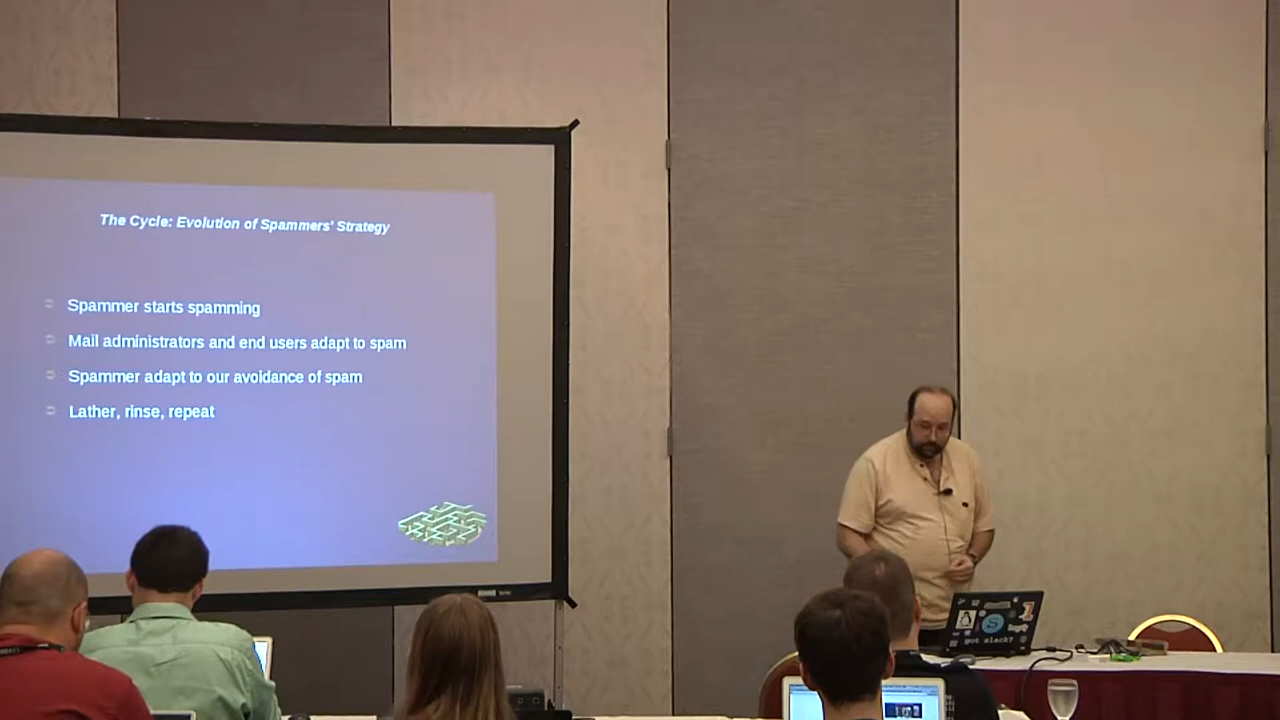 The Cycle: Evolution of Spammers' Strategy
Spammer starts spamming
Mail administrators and end users adapt to spam
Spammer adapt to our avoidance of spam
Lather, rinse, repeat
got slack?